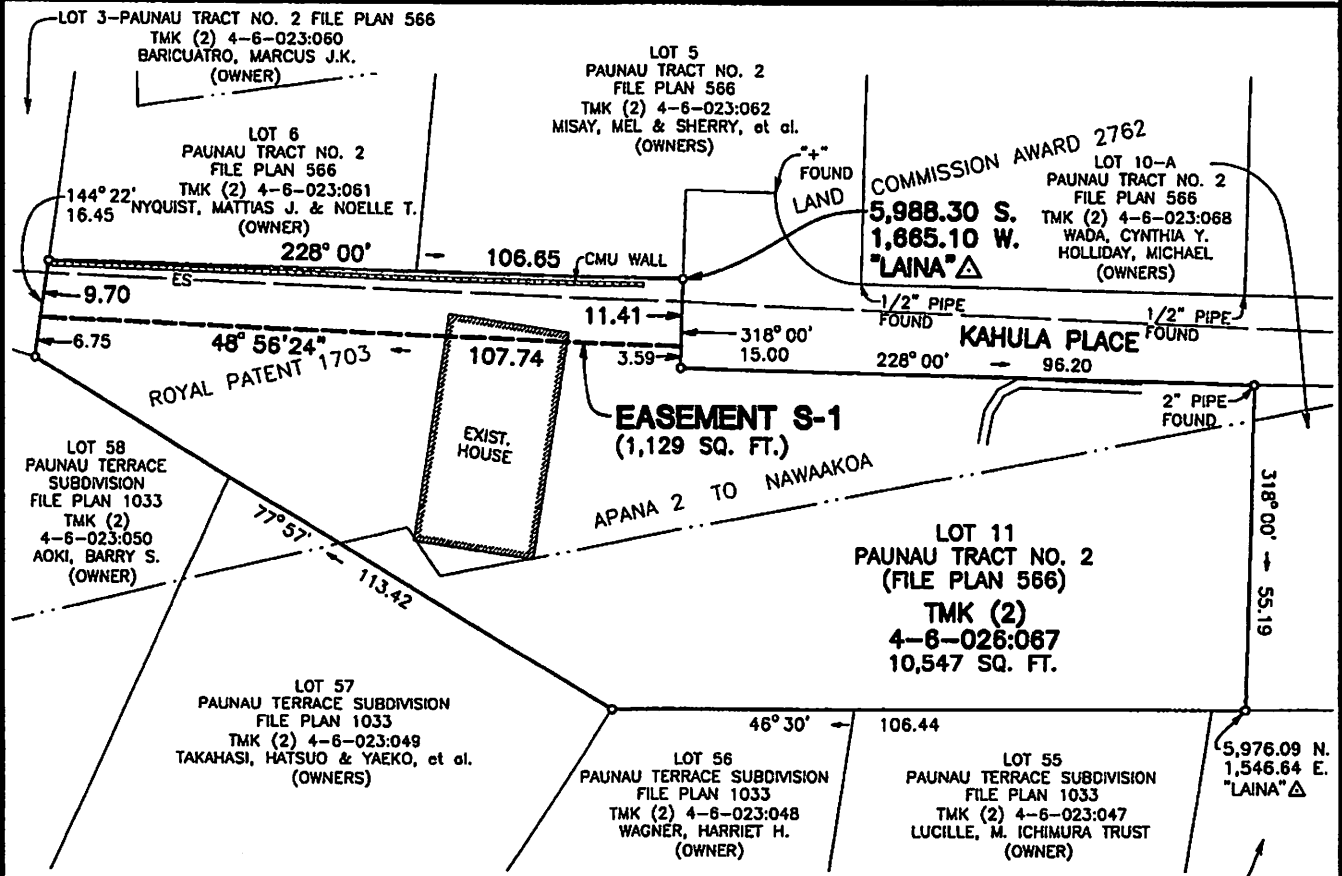 LOT 3-PAUNAU TRACT NO. 2 FILE PLAN 566
TMK (2) 4-6-023:060
BARICUATRO, MARCUS J.K.
(OWNER)
LOT 5
PAUNAU TRACT NO. 2
FILE PLAN 566
TMK (2) 4-6-023:062
MISAY, MEL & SHERRY, et al.
(OWNERS)
LOT 6
PAUNAU TRACT NO. 2
FILE PLAN 566
TMK (2) 4-6-023:061
NYQUIST, MATTIAS J. & NOELLE T.
(OWNER)
144° 22'
16.45
"+"
FOUND
LAND COMMISSION AWARD 2762
5,988.30 S.
1,665.10 W.
"LAINA"
LOT 10-A
PAUNAU TRACT NO. 2
FILE PLAN 566
TMK (2) 4-6-023:068
WADA, CYNTHIA Y.
HOLLIDAY, MICHAEL
(OWNERS)
228° 00' 106.65
CMU WALL
ES
9.70
11.41
1/2" PIPE
FOUND
1/2" PIPE
FOUND
KAHULA PLACE
6.75
48° 56'24" 107.74
3.59
318° 00'
15.00
228° 00' 96.20
ROYAL PATENT 1703
2" PIPE
FOUND
EASEMENT S-1
(1,129 SQ. FT.)
EXIST.
HOUSE
APANA 2 TO NAWAAKOA
LOT 58
PAUNAU TERRACE
SUBDIVISION
FILE PLAN 1033
TMK (2)
4-6-023:050
AOKI, BARRY S.
(OWNER)
77° 57' 113.42
318° 00' 55.19
LOT 11
PAUNAU TRACT NO. 2
(FILE PLAN 566)
TMK (2)
4-6-026:067
10,547 SQ. FT.
LOT 57
PAUNAU TERRACE SUBDIVISION
FILE PLAN 1033
TMK (2) 4-6-023:049
TAKAHASI, HATSUO & YAEKO, et al.
(OWNERS)
46° 30' 106.44
LOT 56
PAUNAU TERRACE SUBDIVISION
FILE PLAN 1033
TMK (2) 4-6-023:048
WAGNER, HARRIET H.
(OWNER)
LOT 55
PAUNAU TERRACE SUBDIVISION
FILE PLAN 1033
TMK (2) 4-6-023:047
LUCILLE, M. ICHIMURA TRUST
(OWNER)
5,976.09 N.
1,546.64 E.
"LAINA"